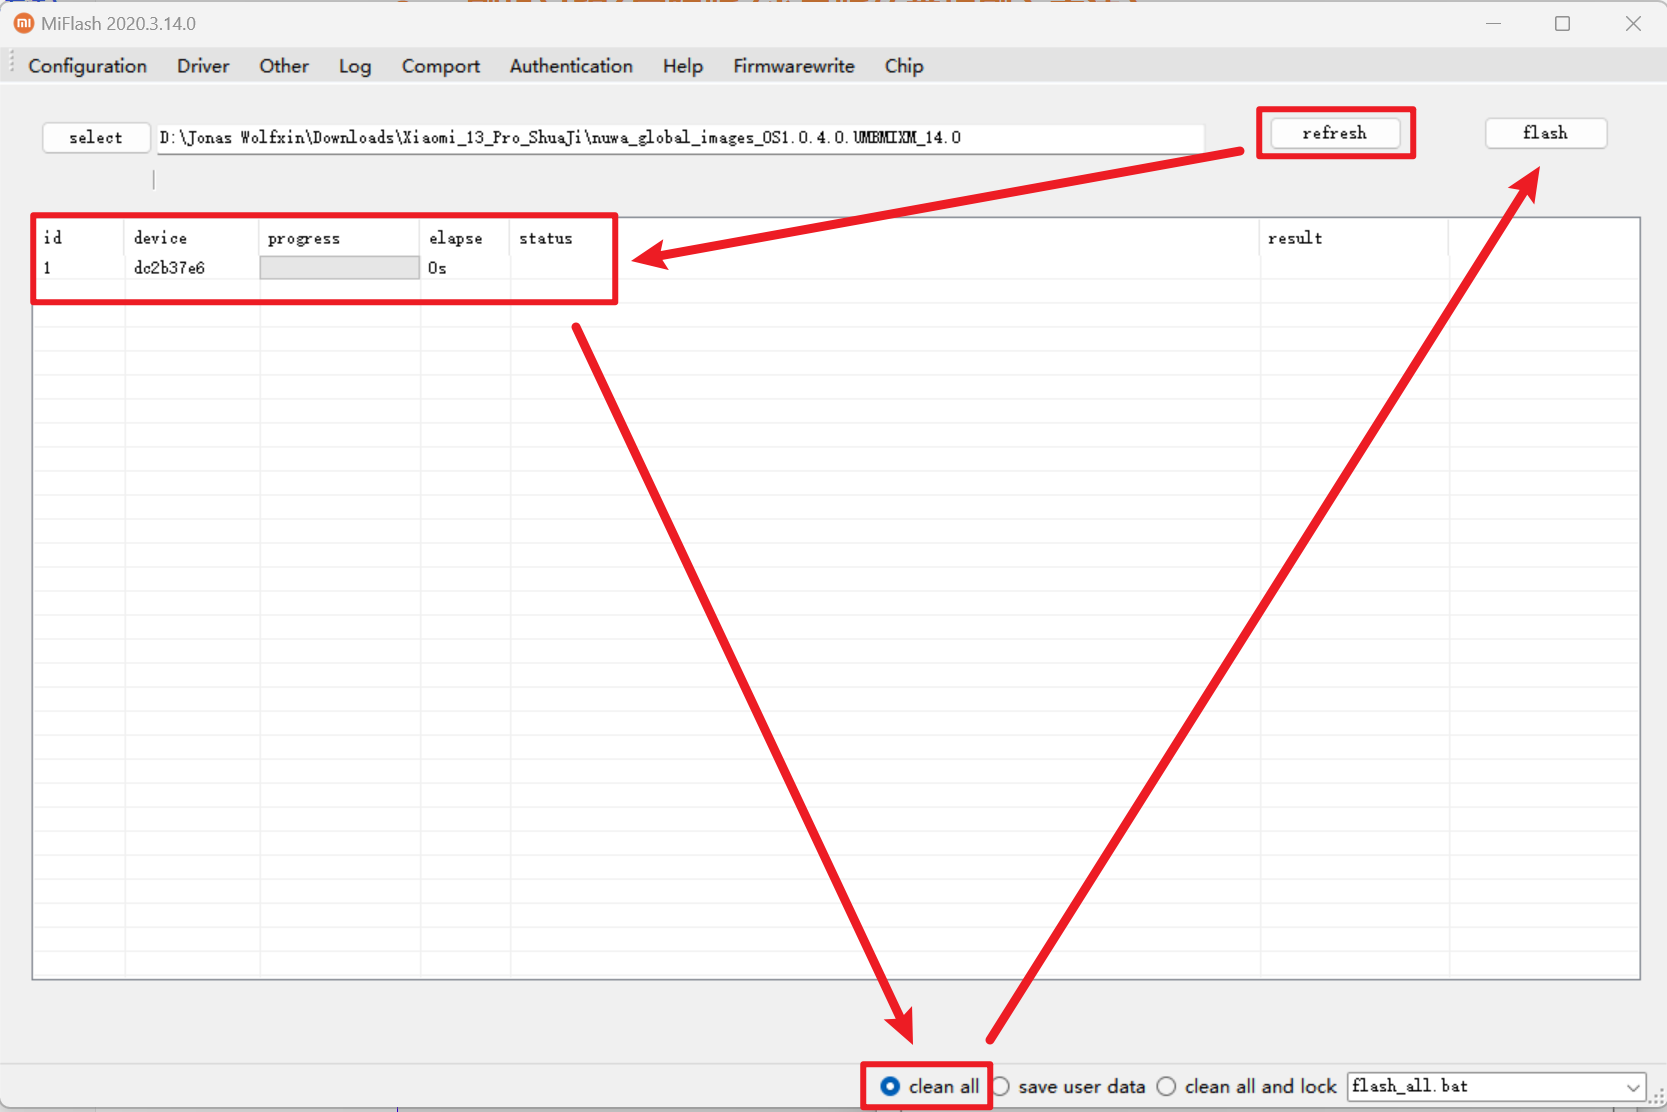 MiFlash 2020.3.14.0
Configuration Driver Other Log Comport Authentication Help Firmwarewrite Chip
select D:\Jonas Wolfxin\Downloads\Xiaomi_13_Pro_ShuaJi\nuwa_global_images_OS1.0.4.0.UMBMIXM_14.0 refresh flash
id device progress elapse status result
1 dc2b37e6 0s
clean all save user data clean all and lock flash_all.bat